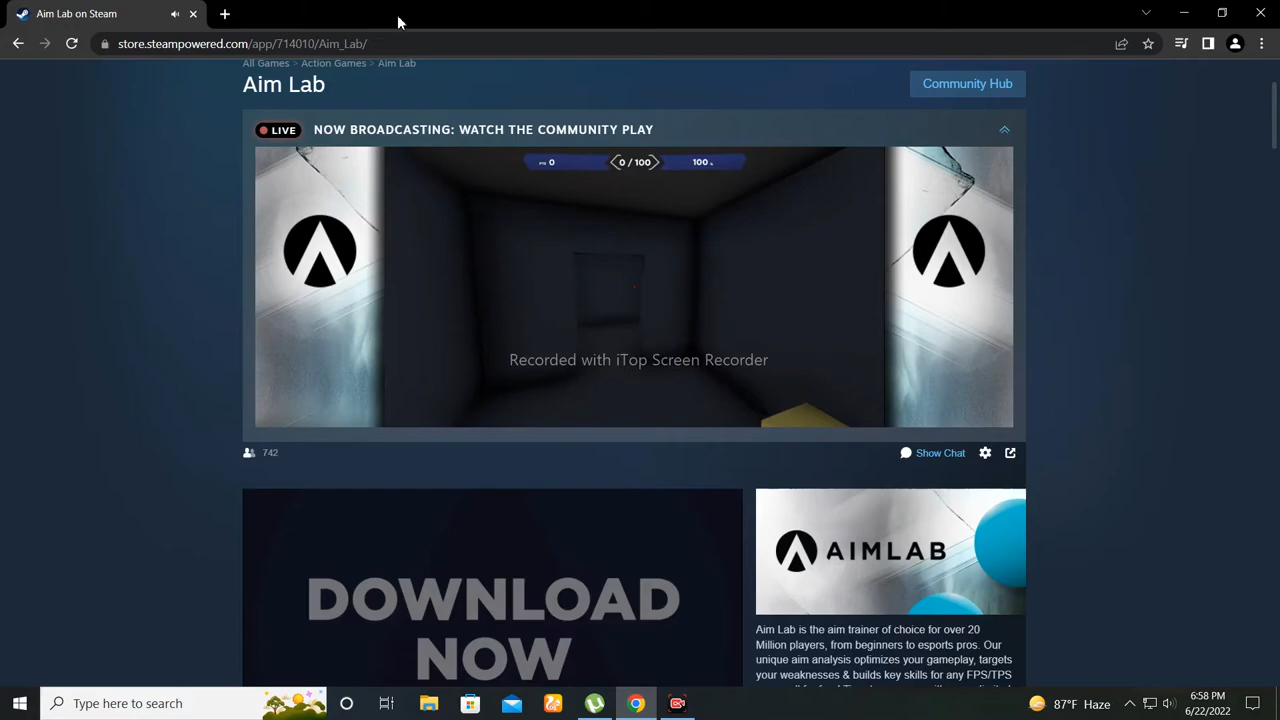 Aim Lab on Steam
store.steampowered.com/app/714010/Aim_Lab/
All Games > Action Games > Aim Lab
Aim Lab
Community Hub
LIVE
NOW BROADCASTING: WATCH THE COMMUNITY PLAY
PTS 0
0 / 100
100 %
Recorded with iTop Screen Recorder
742
Show Chat
DOWNLOAD
NOW
AIMLAB
Aim Lab is the aim trainer of choice for over 20
Million players, from beginners to esports pros. Our
unique aim analysis optimizes your gameplay, targets
your weaknesses & builds key skills for any FPS/TPS
Type here to search
87°F Haze
6:58 PM
6/22/2022